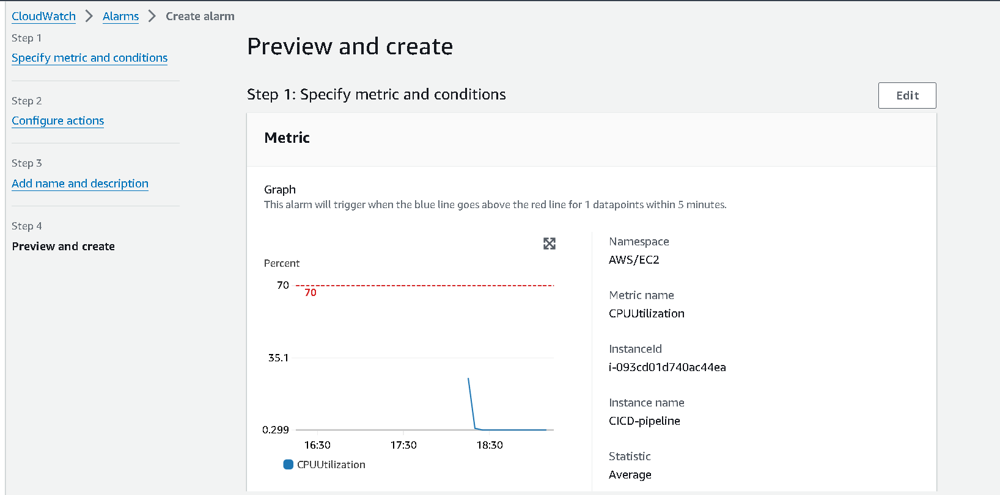 CloudWatch > Alarms > Create alarm
Step 1
Specify metric and conditions
Step 2
Configure actions
Step 3
Add name and description
Step 4
Preview and create
Preview and create
Step 1: Specify metric and conditions
Edit
Metric
Graph
This alarm will trigger when the blue line goes above the red line for 1 datapoints within 5 minutes.
Percent
70
70
35.1
0.299
16:30 17:30 18:30
CPUUtilization
Namespace
AWS/EC2
Metric name
CPUUtilization
InstanceId
i-093cd01d740ac44ea
Instance name
CICD-pipeline
Statistic
Average